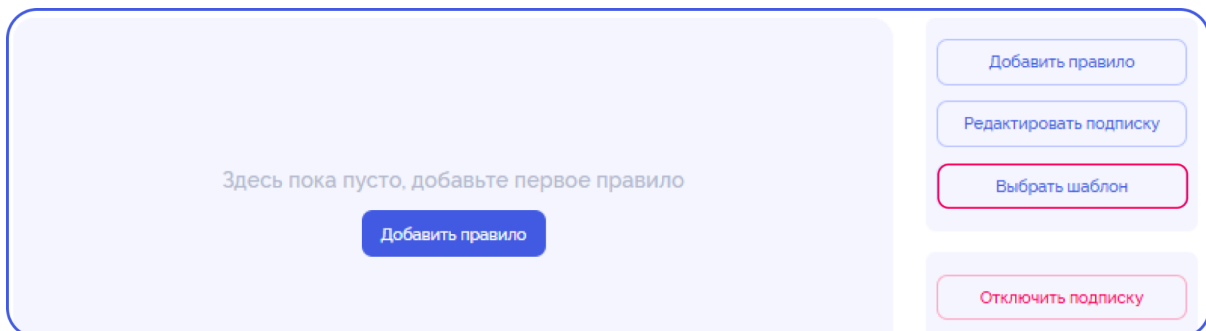 Здесь пока пусто, добавьте первое правило
Добавить правило
Добавить правило
Редактировать подписку
Выбрать шаблон
Отключить подписку